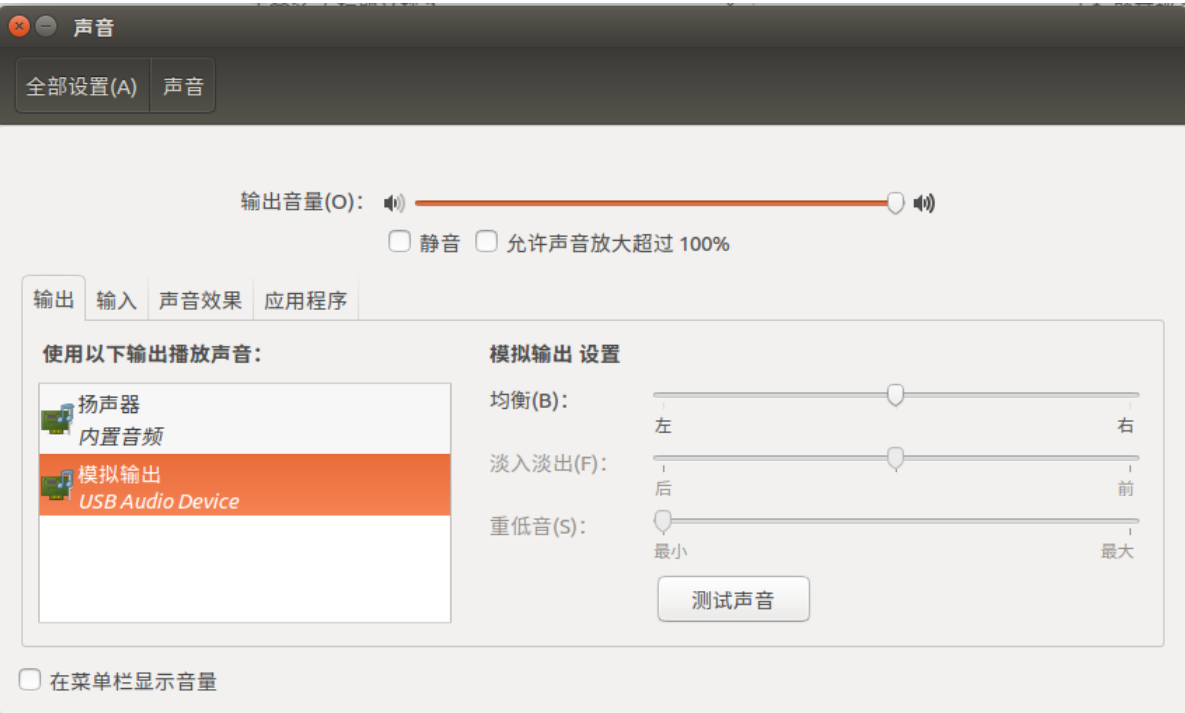 声音
全部设置(A) 声音
输出音量(O)：
静音 允许声音放大超过 100%
输出 输入 声音效果 应用程序
使用以下输出播放声音：
扬声器
内置音频
模拟输出
USB Audio Device
模拟输出 设置
均衡(B)：
左 右
淡入淡出(F)：
后 前
重低音(S)：
最小 最大
测试声音
在菜单栏显示音量